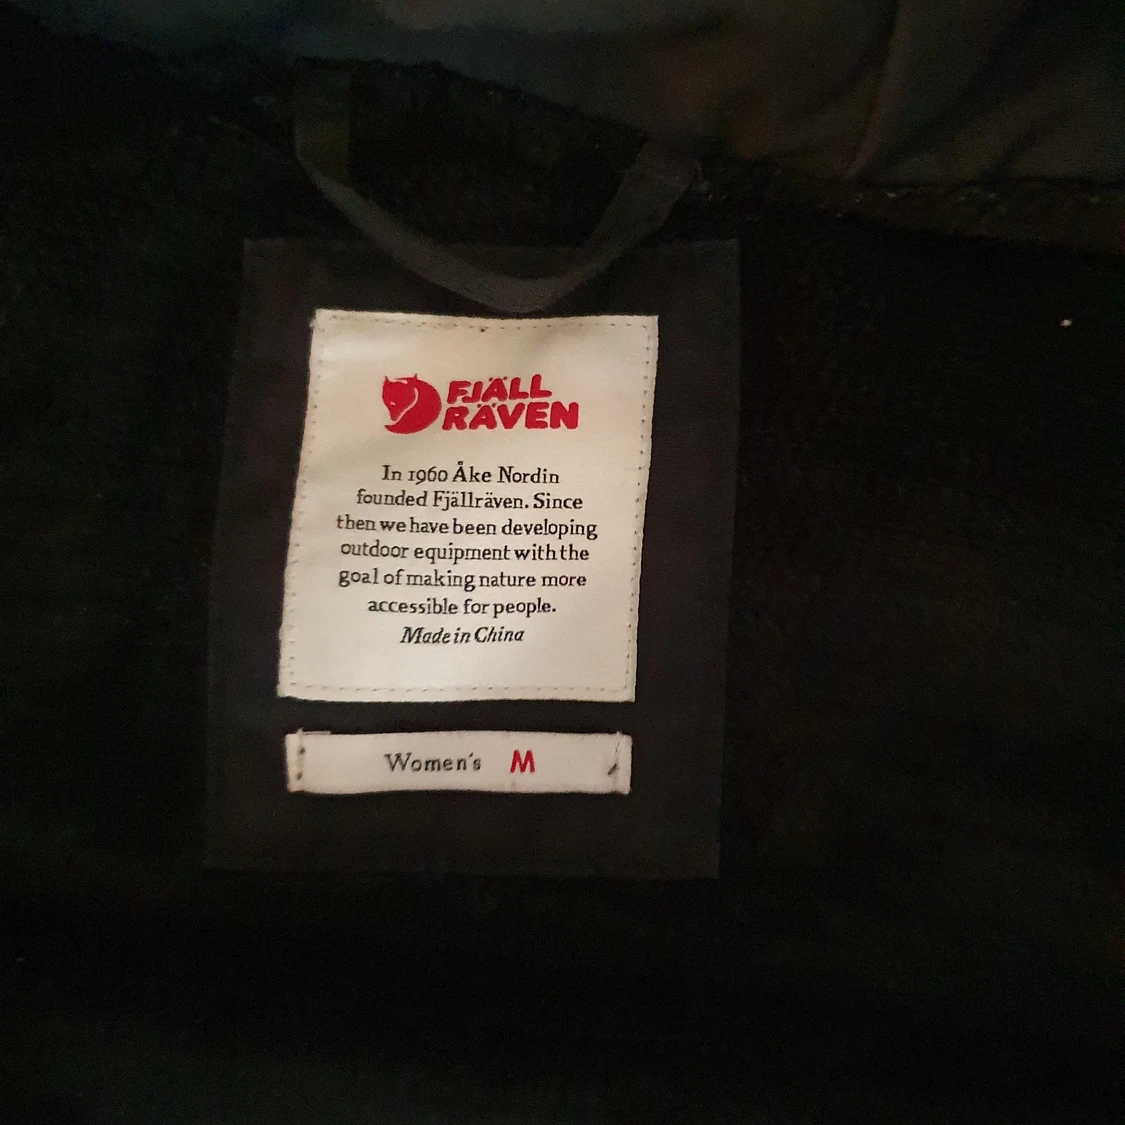 FJÄLL
RÄVEN
In 1960 Åke Nordin
founded Fjällräven. Since
then we have been developing
outdoor equipment with the
goal of making nature more
accessible for people.
Made in China
Women's M